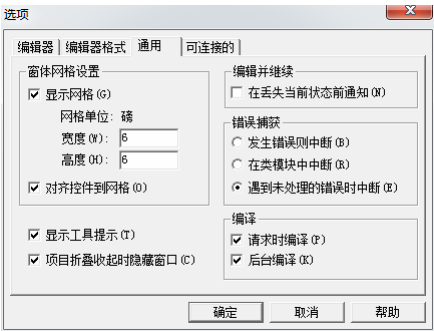 选项
编辑器 编辑器格式 通用 可连接的
窗体网格设置
显示网格(G)
网格单位: 磅
宽度(W): 6
高度(H): 6
对齐控件到网格(O)
显示工具提示(T)
项目折叠收起时隐藏窗口(C)
编辑并继续
在丢失当前状态前通知(N)
错误捕获
发生错误则中断(B)
在类模块中中断(R)
遇到未处理的错误时中断(E)
编译
请求时编译(P)
后台编译(K)
确定 取消 帮助